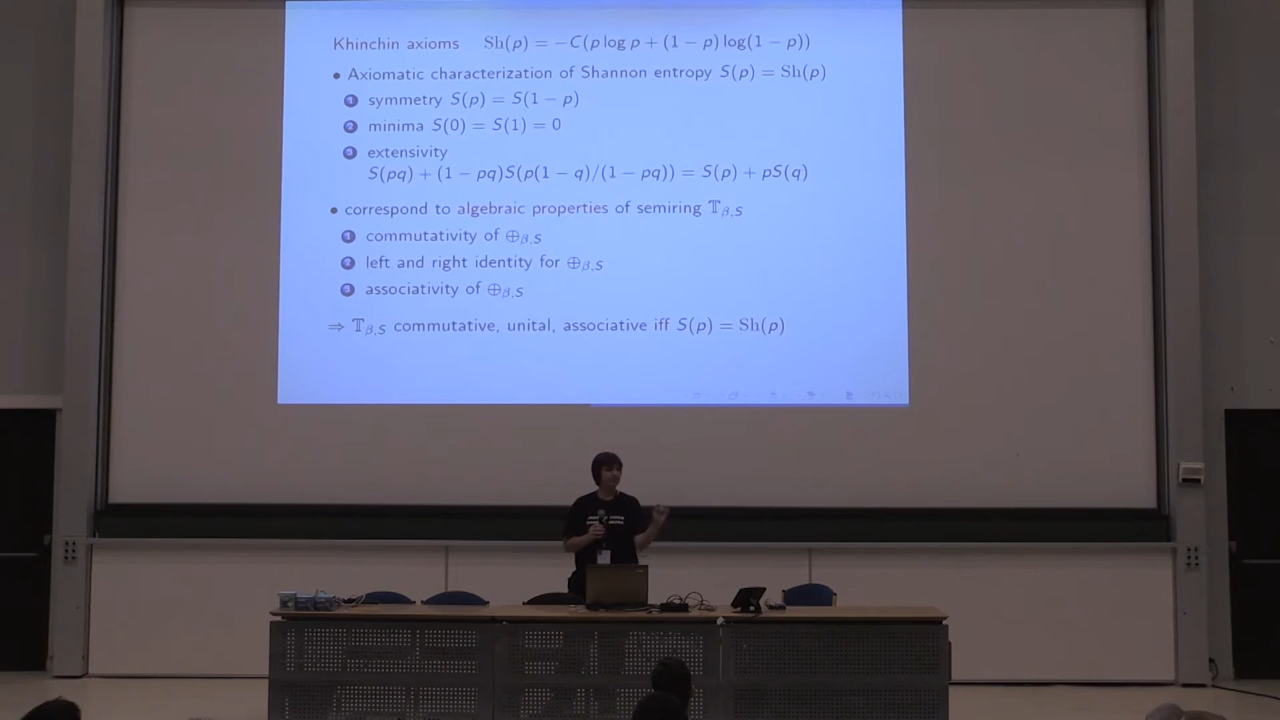 Khinchin axioms Sh(p) = −C(p log p + (1 − p) log(1 − p))
• Axiomatic characterization of Shannon entropy S(p) = Sh(p)
1 symmetry S(p) = S(1 − p)
2 minima S(0) = S(1) = 0
3 extensivity
S(pq) + (1 − pq)S(p(1 − q)/(1 − pq)) = S(p) + pS(q)
• correspond to algebraic properties of semiring 𝕋β,S
1 commutativity of ⊕β,S
2 left and right identity for ⊕β,S
3 associativity of ⊕β,S
⇒ 𝕋β,S commutative, unital, associative iff S(p) = Sh(p)